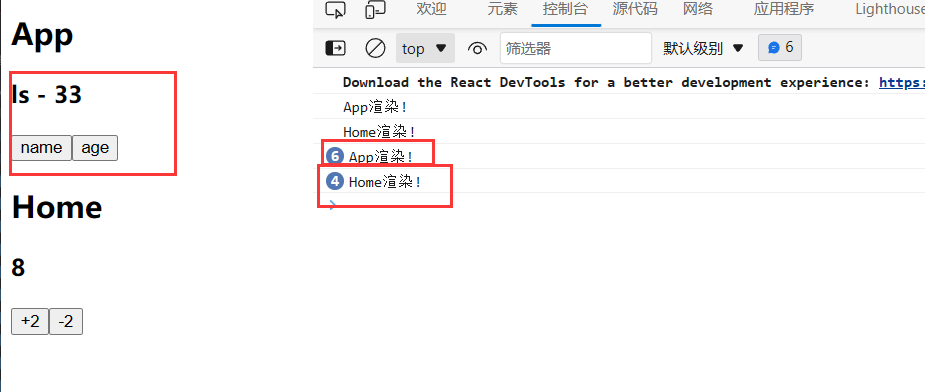 App
ls - 33
name age
Home
8
+2 -2
欢迎 元素 控制台 源代码 网络 应用程序 Lighthouse
top 筛选器 默认级别 6
Download the React DevTools for a better development experience: https:
App渲染!
Home渲染!
6 App渲染!
4 Home渲染!